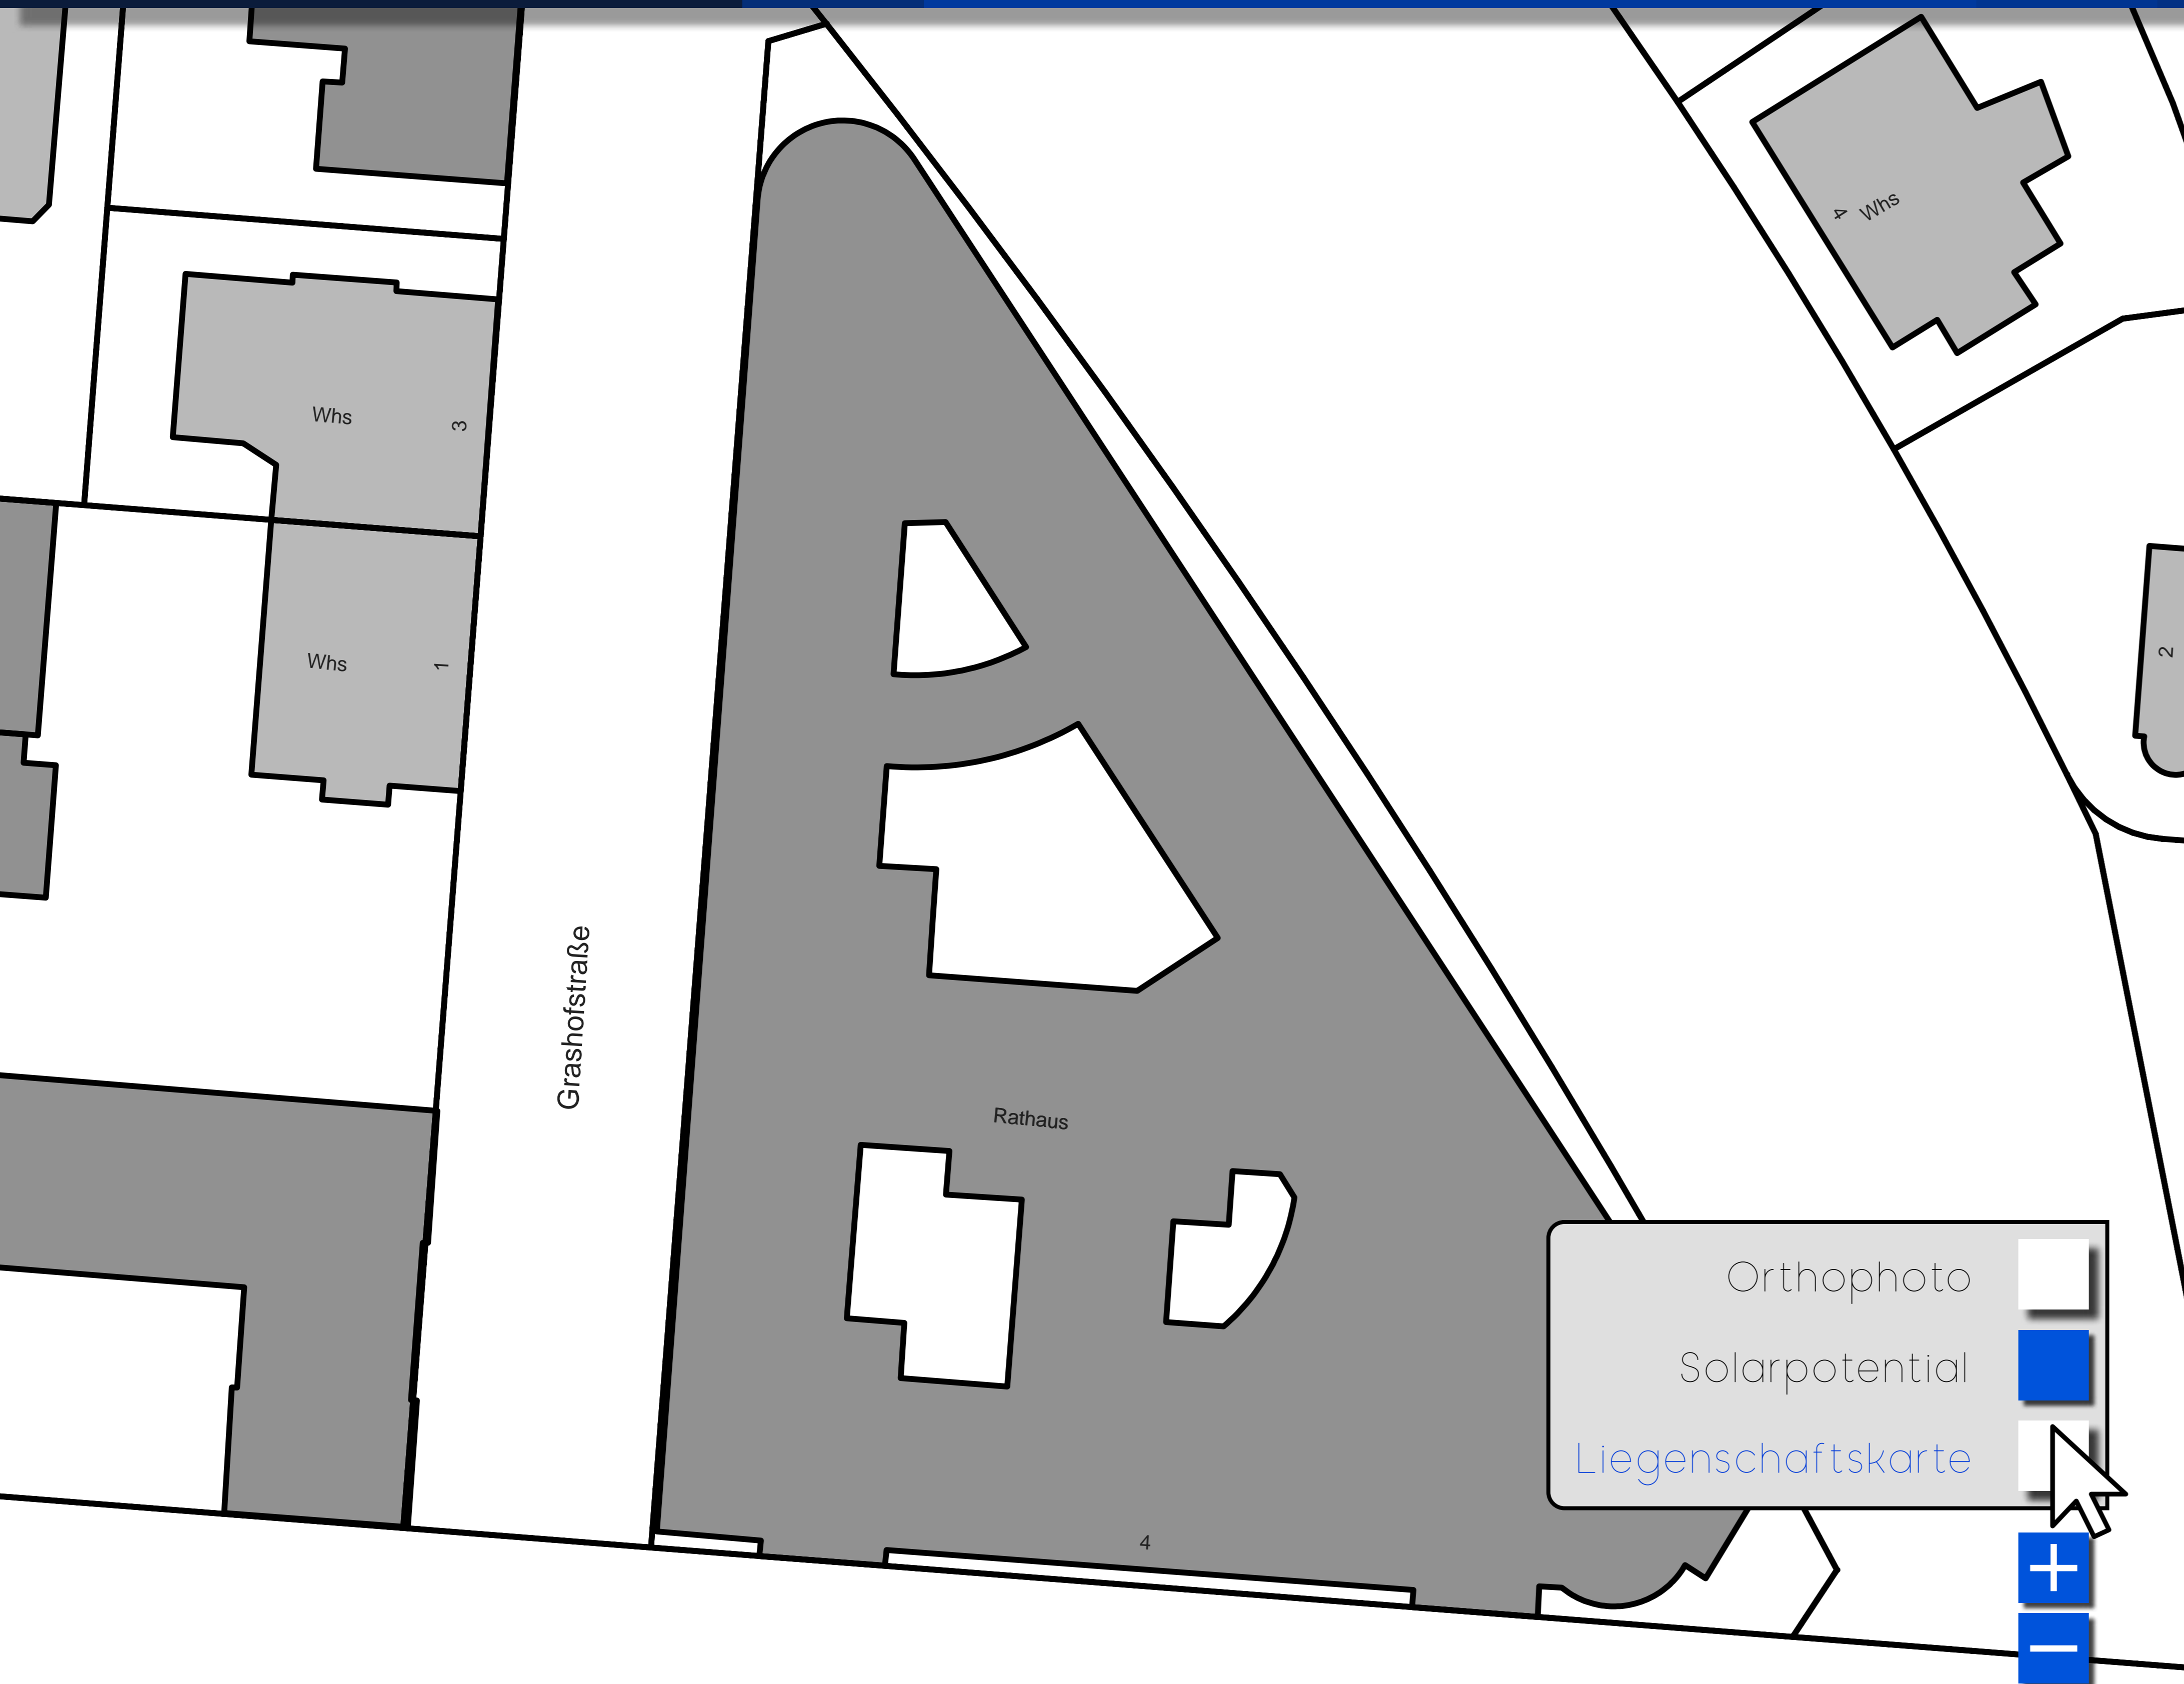 4 Whs
Whs 3
2
Whs 1
Grashofstraße
Rathaus
4
Orthophoto
Solarpotential
Liegenschaftskarte
+
−